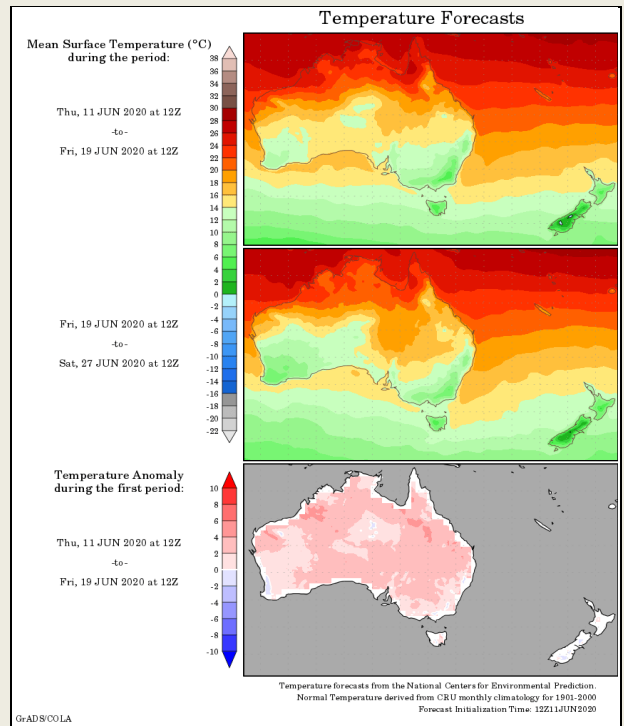 Temperature Forecasts
Mean Surface Temperature (°C)
during the period:
Thu, 11 JUN 2020 at 12Z
-to-
Fri, 19 JUN 2020 at 12Z
38
36
34
32
30
28
26
24
22
20
18
16
14
12
10
8
6
4
2
0
-2
-4
-6
-8
-10
-12
-14
-16
-18
-20
-22
Fri, 19 JUN 2020 at 12Z
-to-
Sat, 27 JUN 2020 at 12Z
Temperature Anomaly
during the first period:
Thu, 11 JUN 2020 at 12Z
-to-
Fri, 19 JUN 2020 at 12Z
10
8
6
4
2
0
-2
-4
-6
-8
-10
Temperature forecasts from the National Centers for Environmental Prediction.
Normal Temperature derived from CRU monthly climatology for 1901-2000
Forecast Initialization Time: 12Z11JUN2020
GrADS/COLA